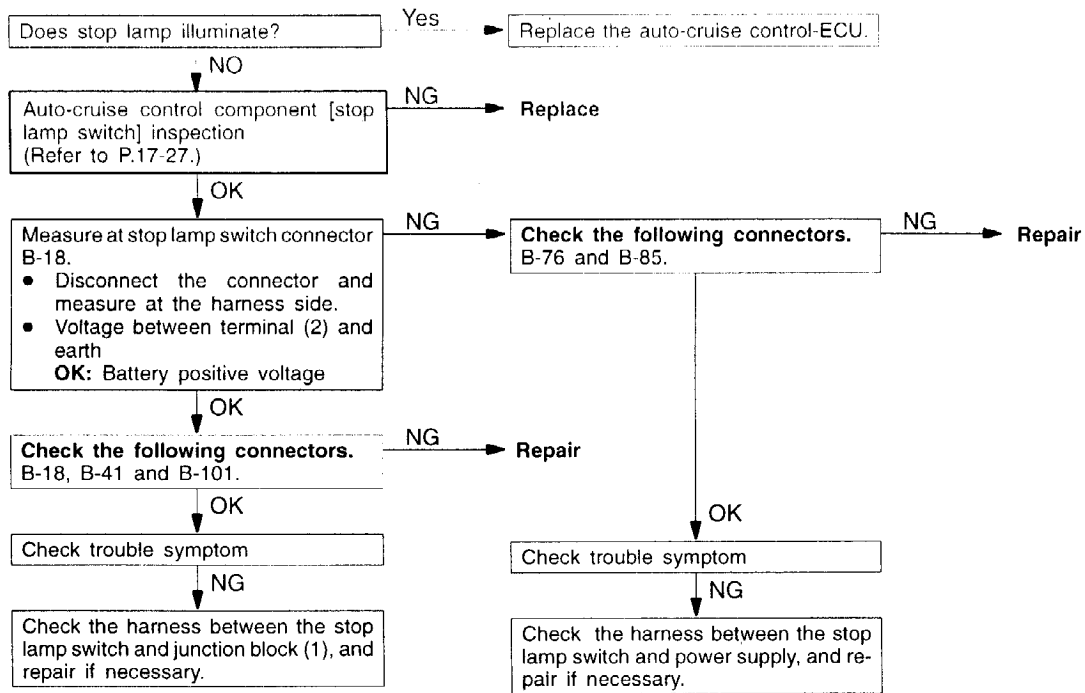 Does stop lamp illuminate?
Yes
Replace the auto-cruise control-ECU.
NO
Auto-cruise control component [stop
lamp switch] inspection
(Refer to P.17-27.)
NG
Replace
OK
Measure at stop lamp switch connector
B-18.
● Disconnect the connector and
measure at the harness side.
● Voltage between terminal (2) and
earth
OK: Battery positive voltage
NG
Check the following connectors.
B-76 and B-85.
NG
Repair
OK
Check the following connectors.
B-18, B-41 and B-101.
NG
Repair
OK
Check trouble symptom
NG
Check the harness between the stop
lamp switch and junction block (1), and
repair if necessary.
OK
Check trouble symptom
NG
Check the harness between the stop
lamp switch and power supply, and re-
pair if necessary.